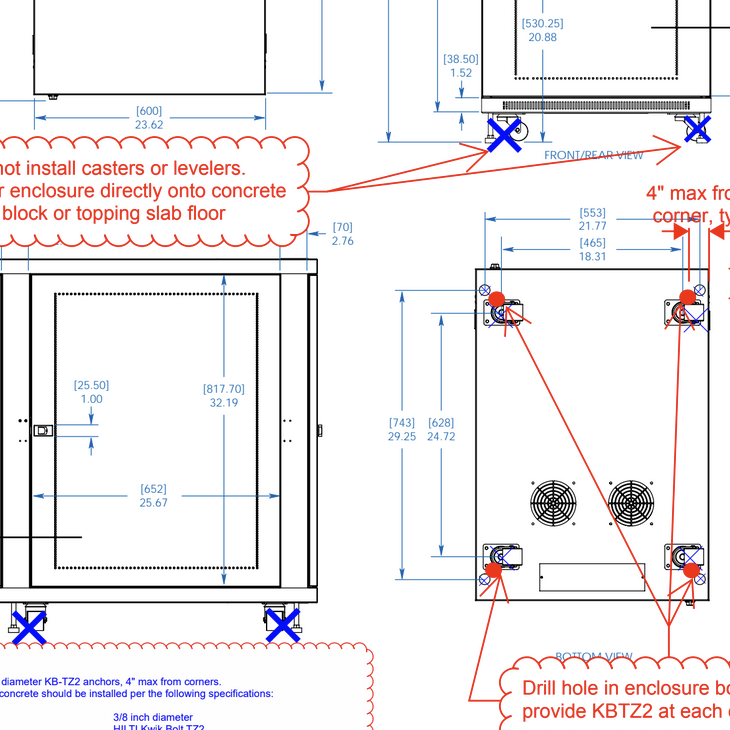 [530.25]
20.88
[38.50]
1.52
[600]
23.62
FRONT/REAR VIEW
not install casters or levelers.
r enclosure directly onto concrete
block or topping slab floor
[70]
2.76
4" max fro
corner, ty
[553]
21.77
[465]
18.31
[25.50]
1.00
[817.70]
32.19
[743]
29.25
[628]
24.72
[652]
25.67
BOTTOM VIEW
diameter KB-TZ2 anchors, 4" max from corners.
concrete should be installed per the following specifications:
3/8 inch diameter
HILTI Kwik Bolt TZ2
Drill hole in enclosure bo
provide KBTZ2 at each